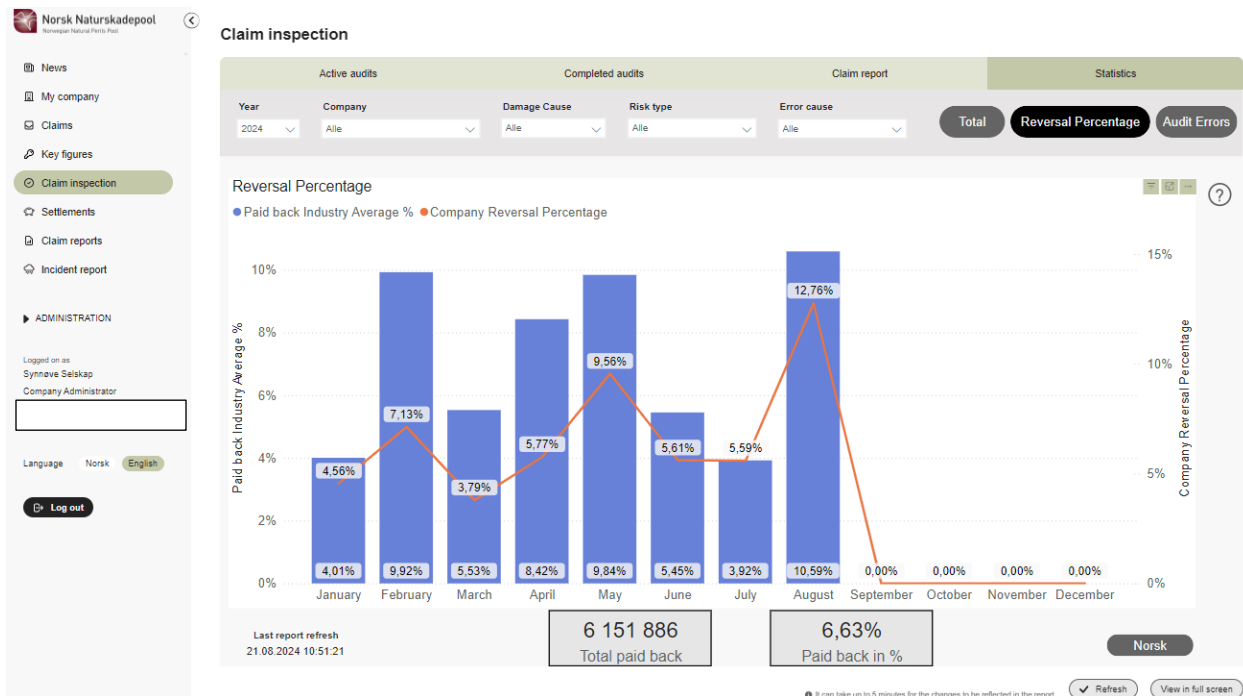 Norsk Naturskadepool
Norwegian Natural Perils Pool
News
My company
Claims
Key figures
Claim inspection
Settlements
Claim reports
Incident report
ADMINISTRATION
Logged on as
Synnøve Selskap
Company Administrator
Language Norsk English
Log out
Claim inspection
Active audits Completed audits Claim report Statistics
Year Company Damage Cause Risk type Error cause
2024 Alle Alle Alle Alle
Total Reversal Percentage Audit Errors
Reversal Percentage
?
Paid back Industry Average % Company Reversal Percentage
Paid back Industry Average %
10%
8%
6%
4%
2%
0%
15%
10%
5%
0%
Company Reversal Percentage
4,56% 7,13% 3,79% 5,77% 9,56% 5,61% 5,59% 12,76%
4,01% 9,92% 5,53% 8,42% 9,84% 5,45% 3,92% 10,59% 0,00% 0,00% 0,00% 0,00%
January February March April May June July August September October November December
Last report refresh
21.08.2024 10:51:21
6 151 886
Total paid back
6,63%
Paid back in %
Norsk
It can take up to 5 minutes for the changes to be reflected in the report
Refresh View in full screen